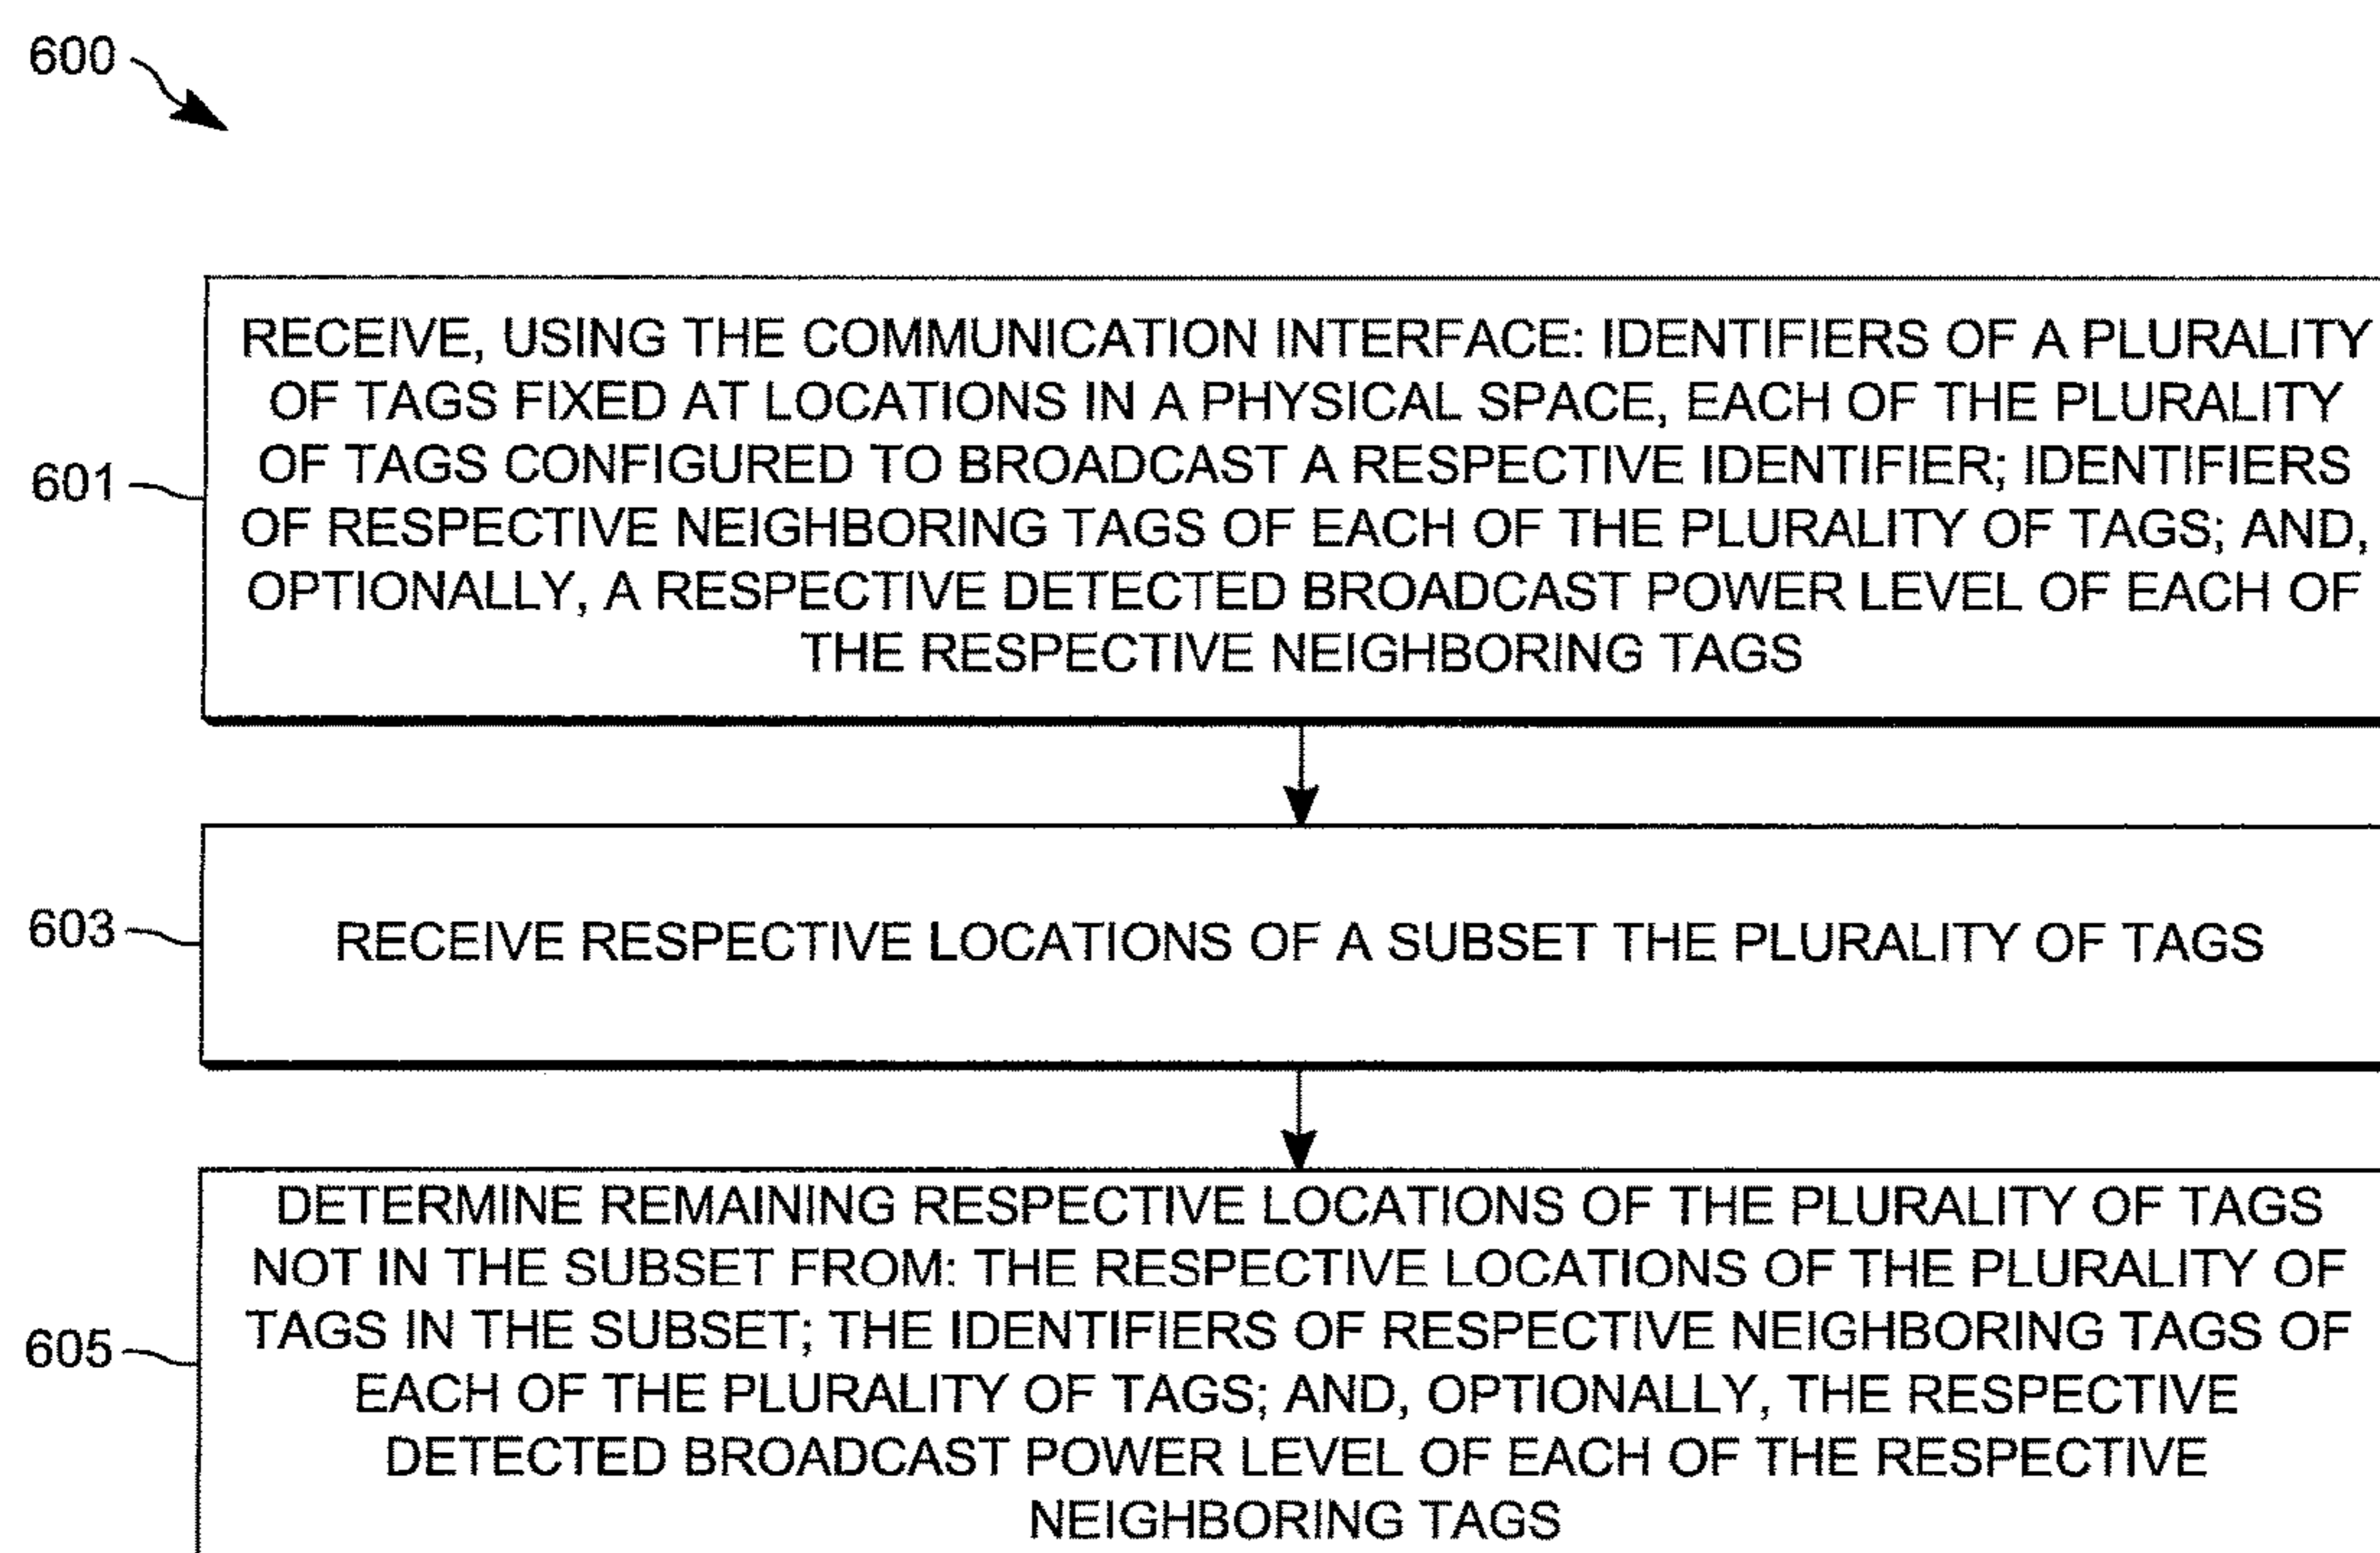 600
RECEIVE, USING THE COMMUNICATION INTERFACE: IDENTIFIERS OF A PLURALITY
OF TAGS FIXED AT LOCATIONS IN A PHYSICAL SPACE, EACH OF THE PLURALITY
OF TAGS CONFIGURED TO BROADCAST A RESPECTIVE IDENTIFIER; IDENTIFIERS
601
OF RESPECTIVE NEIGHBORING TAGS OF EACH OF THE PLURALITY OF TAGS; AND,
OPTIONALLY, A RESPECTIVE DETECTED BROADCAST POWER LEVEL OF EACH OF
THE RESPECTIVE NEIGHBORING TAGS
603
RECEIVE RESPECTIVE LOCATIONS OF A SUBSET THE PLURALITY OF TAGS
DETERMINE REMAINING RESPECTIVE LOCATIONS OF THE PLURALITY OF TAGS
NOT IN THE SUBSET FROM: THE RESPECTIVE LOCATIONS OF THE PLURALITY OF
TAGS IN THE SUBSET; THE IDENTIFIERS OF RESPECTIVE NEIGHBORING TAGS OF
605
EACH OF THE PLURALITY OF TAGS; AND, OPTIONALLY, THE RESPECTIVE
DETECTED BROADCAST POWER LEVEL OF EACH OF THE RESPECTIVE
NEIGHBORING TAGS